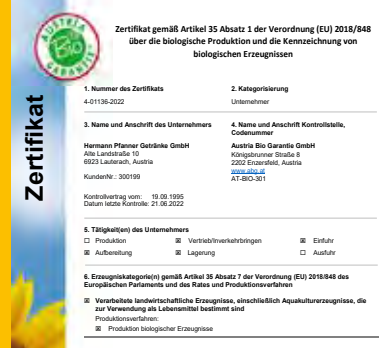 AUSTRIA
BIO
GARANTIE
Zertifikat
Zertifikat gemäß Artikel 35 Absatz 1 der Verordnung (EU) 2018/848
über die biologische Produktion und die Kennzeichnung von
biologischen Erzeugnissen
1. Nummer des Zertifikats
4-01136-2022
2. Kategorisierung
Unternehmer
3. Name und Anschrift des Unternehmers
Hermann Pfanner Getränke GmbH
Alte Landstraße 10
6923 Lauterach, Austria
KundenNr.: 300199
Kontrollvertrag vom: 19.09.1995
Datum letzte Kontrolle: 21.06.2022
4. Name und Anschrift Kontrollstelle,
Codenummer
Austria Bio Garantie GmbH
Königsbrunner Straße 8
2202 Enzersfeld, Austria
www.abg.at
AT-BIO-301
5. Tätigkeit(en) des Unternehmers
☐ Produktion ☒ Vertrieb/Inverkehrbringen ☒ Einfuhr
☒ Aufbereitung ☒ Lagerung ☐ Ausfuhr
6. Erzeugniskategorie(n) gemäß Artikel 35 Absatz 7 der Verordnung (EU) 2018/848 des
Europäischen Parlaments und des Rates und Produktionsverfahren
☒ Verarbeitete landwirtschaftliche Erzeugnisse, einschließlich Aquakulturerzeugnisse, die
zur Verwendung als Lebensmittel bestimmt sind
Produktionsverfahren:
☒ Produktion biologischer Erzeugnisse